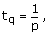 t_q = 1/p ,